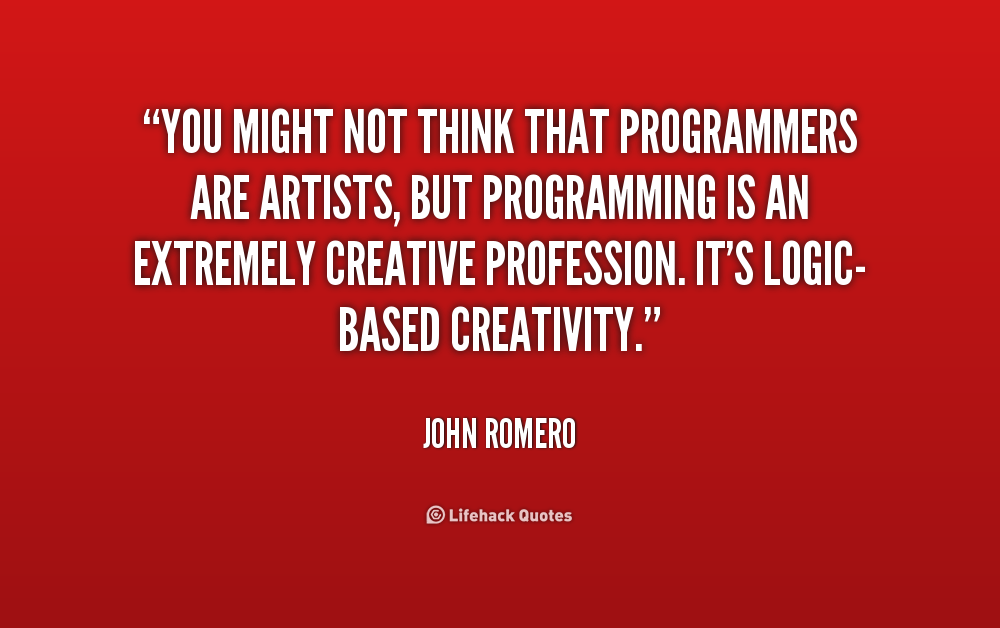 “YOU MIGHT NOT THINK THAT PROGRAMMERS
ARE ARTISTS, BUT PROGRAMMING IS AN
EXTREMELY CREATIVE PROFESSION. IT’S LOGIC-
BASED CREATIVITY.”
JOHN ROMERO
Lifehack Quotes